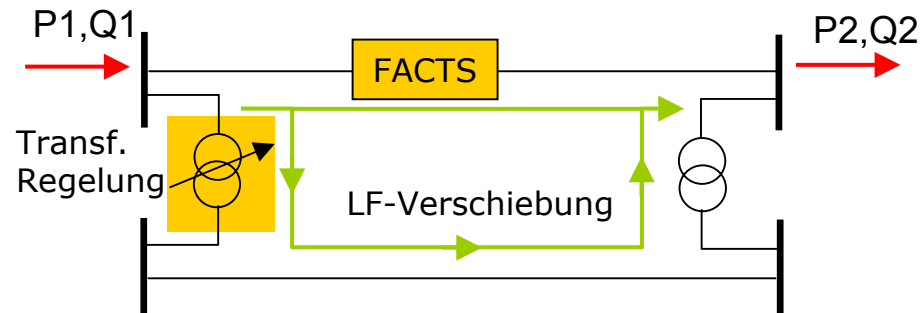 P1,Q1
P2,Q2
FACTS
Transf.
Regelung
LF-Verschiebung